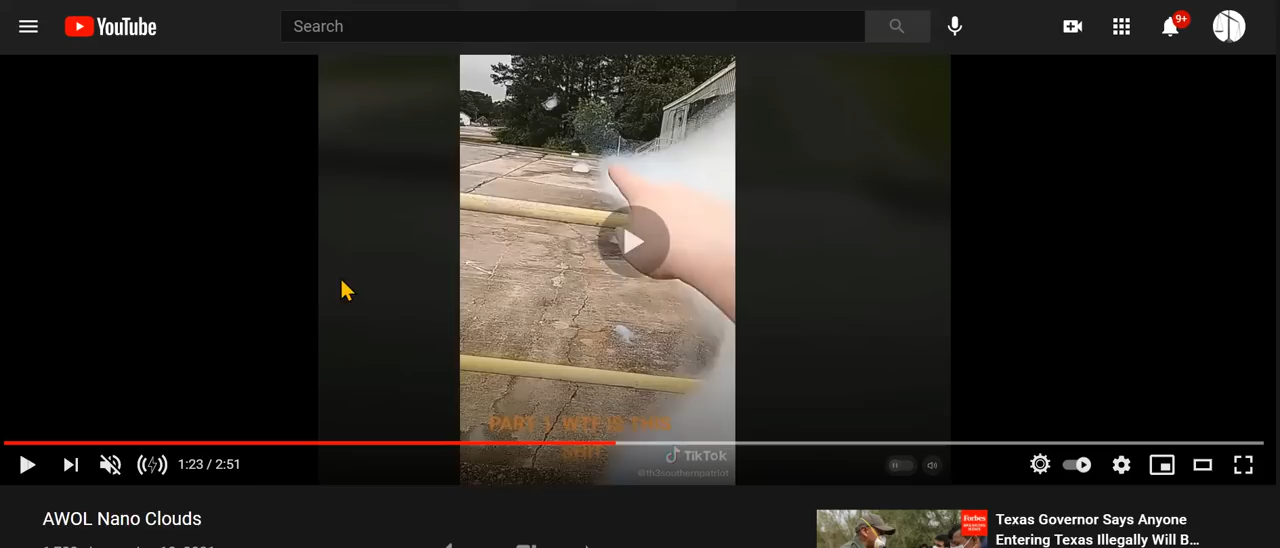 YouTube
Search
9+
PART 1 WTF IS THIS
SHIT
TikTok
@th3southernpatriot
1:23 / 2:51
AWOL Nano Clouds
Forbes
Texas Governor Says Anyone
Entering Texas Illegally Will B...